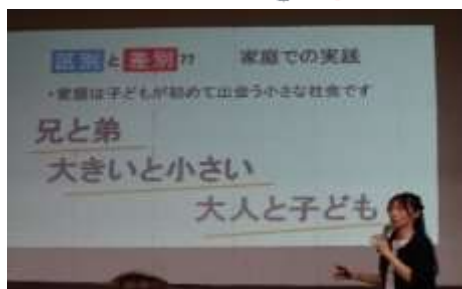 区別と差別?? 家庭での実践
・家庭は子どもが初めて出会う小さな社会です
兄と弟
大きいと小さい
大人と子ども